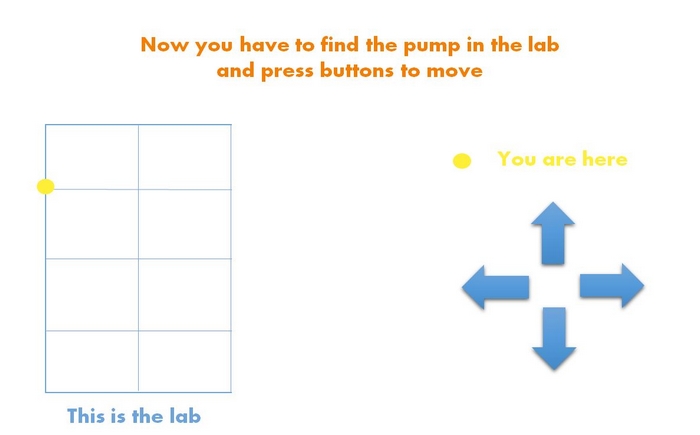 Now you have to find the pump in the lab
and press buttons to move
You are here
This is the lab